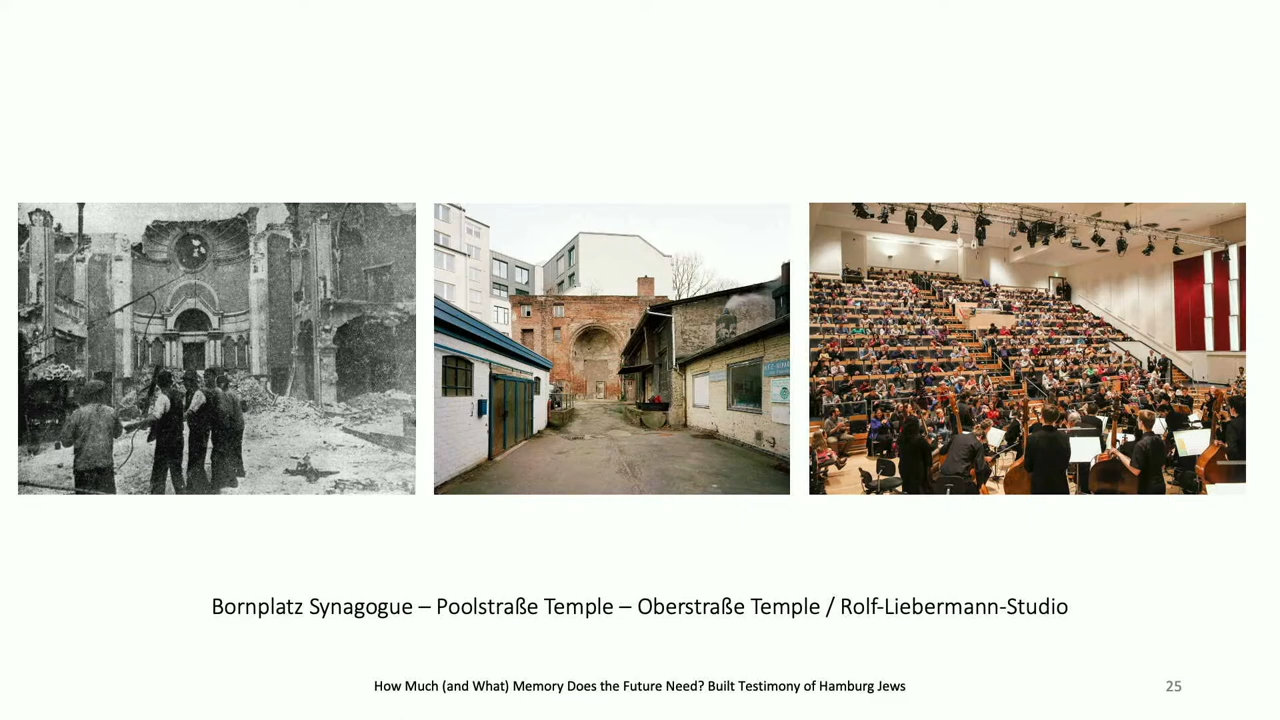 Bornplatz Synagogue – Poolstraße Temple – Oberstraße Temple / Rolf-Liebermann-Studio
How Much (and What) Memory Does the Future Need? Built Testimony of Hamburg Jews
25